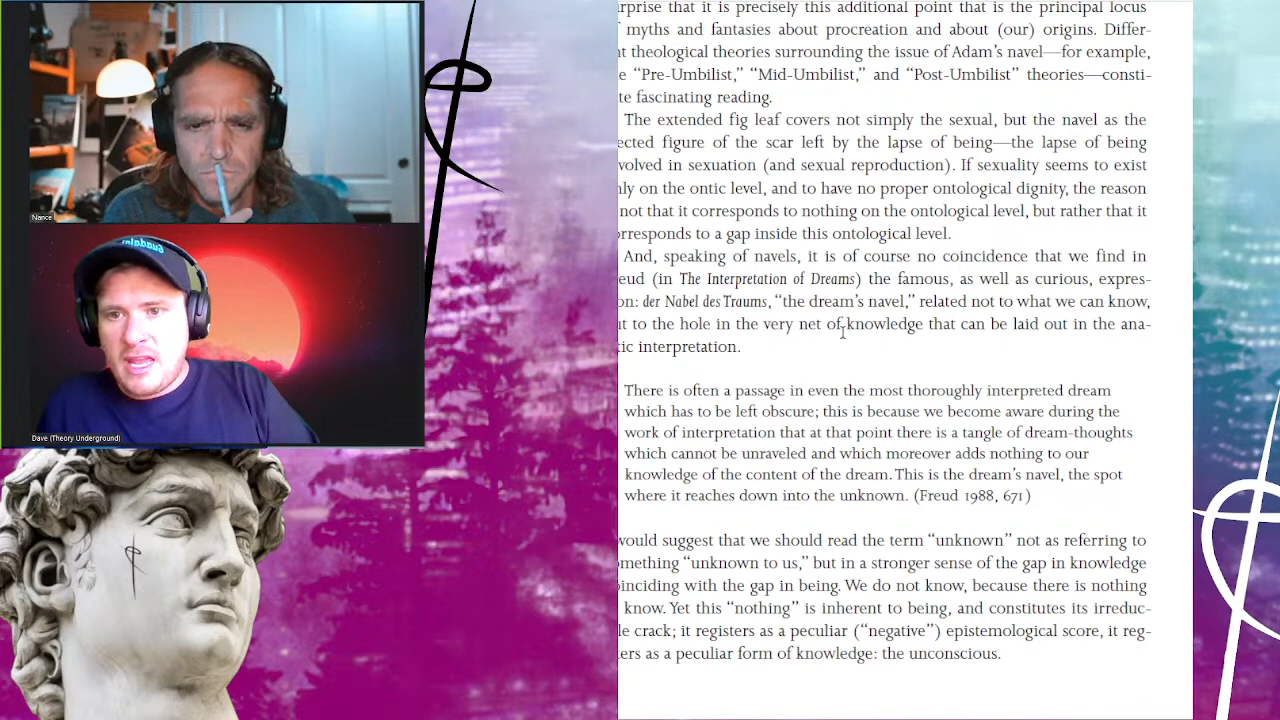 Nance
Guadalu
Dave (Theory Underground)
rprise that it is precisely this additional point that is the principal locus
myths and fantasies about procreation and about (our) origins. Differ-
t theological theories surrounding the issue of Adam's navel—for example,
e “Pre-Umbilist,” “Mid-Umbilist,” and “Post-Umbilist” theories—consti-
te fascinating reading.
The extended fig leaf covers not simply the sexual, but the navel as the
ected figure of the scar left by the lapse of being—the lapse of being
volved in sexuation (and sexual reproduction). If sexuality seems to exist
ly on the ontic level, and to have no proper ontological dignity, the reason
not that it corresponds to nothing on the ontological level, but rather that it
rresponds to a gap inside this ontological level.
And, speaking of navels, it is of course no coincidence that we find in
eud (in The Interpretation of Dreams) the famous, as well as curious, expres-
on: der Nabel des Traums, “the dream's navel,” related not to what we can know,
t to the hole in the very net of knowledge that can be laid out in the ana-
ic interpretation.
There is often a passage in even the most thoroughly interpreted dream
which has to be left obscure; this is because we become aware during the
work of interpretation that at that point there is a tangle of dream-thoughts
which cannot be unraveled and which moreover adds nothing to our
knowledge of the content of the dream. This is the dream's navel, the spot
where it reaches down into the unknown. (Freud 1988, 671)
would suggest that we should read the term “unknown” not as referring to
mething “unknown to us,” but in a stronger sense of the gap in knowledge
inciding with the gap in being. We do not know, because there is nothing
know. Yet this “nothing” is inherent to being, and constitutes its irreduc-
le crack; it registers as a peculiar (“negative”) epistemological score, it reg-
ters as a peculiar form of knowledge: the unconscious.